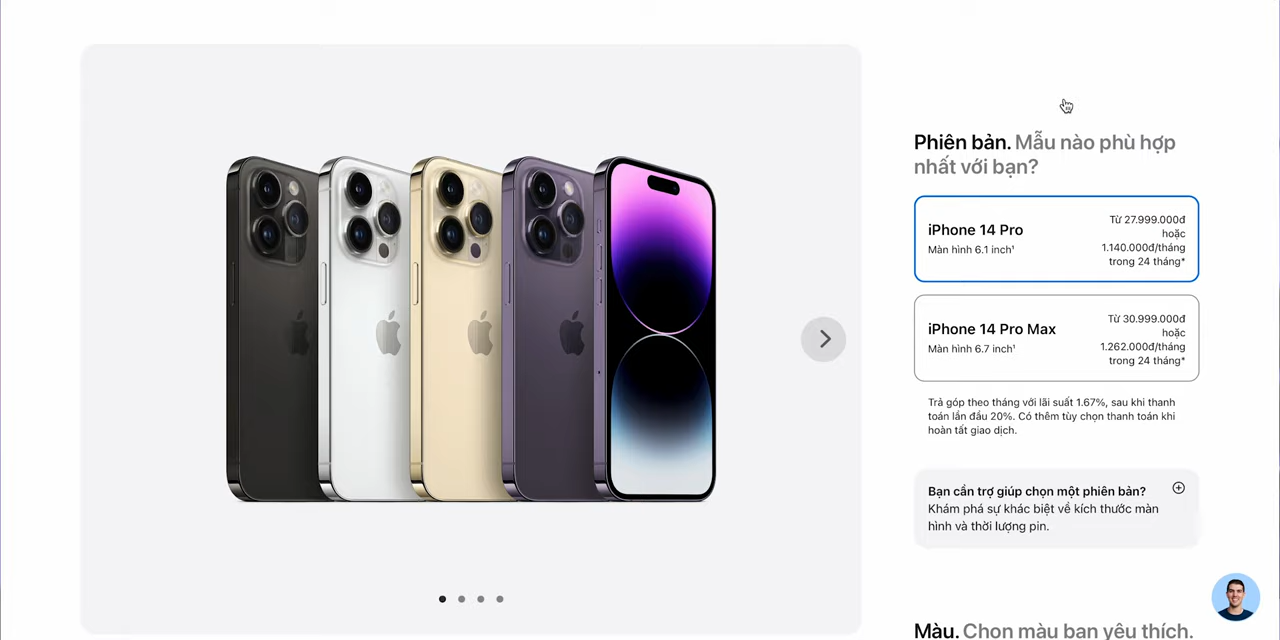 Phiên bản. Mẫu nào phù hợp
nhất với bạn?
iPhone 14 Pro
Màn hình 6.1 inch¹
Từ 27.999.000đ
hoặc
1.140.000đ/tháng
trong 24 tháng*
iPhone 14 Pro Max
Màn hình 6.7 inch¹
Từ 30.999.000đ
hoặc
1.262.000đ/tháng
trong 24 tháng*
Trả góp theo tháng với lãi suất 1.67%, sau khi thanh
toán lần đầu 20%. Có thêm tùy chọn thanh toán khi
hoàn tất giao dịch.
Bạn cần trợ giúp chọn một phiên bản?
Khám phá sự khác biệt về kích thước màn
hình và thời lượng pin.
Màu. Chọn màu bạn yêu thích.